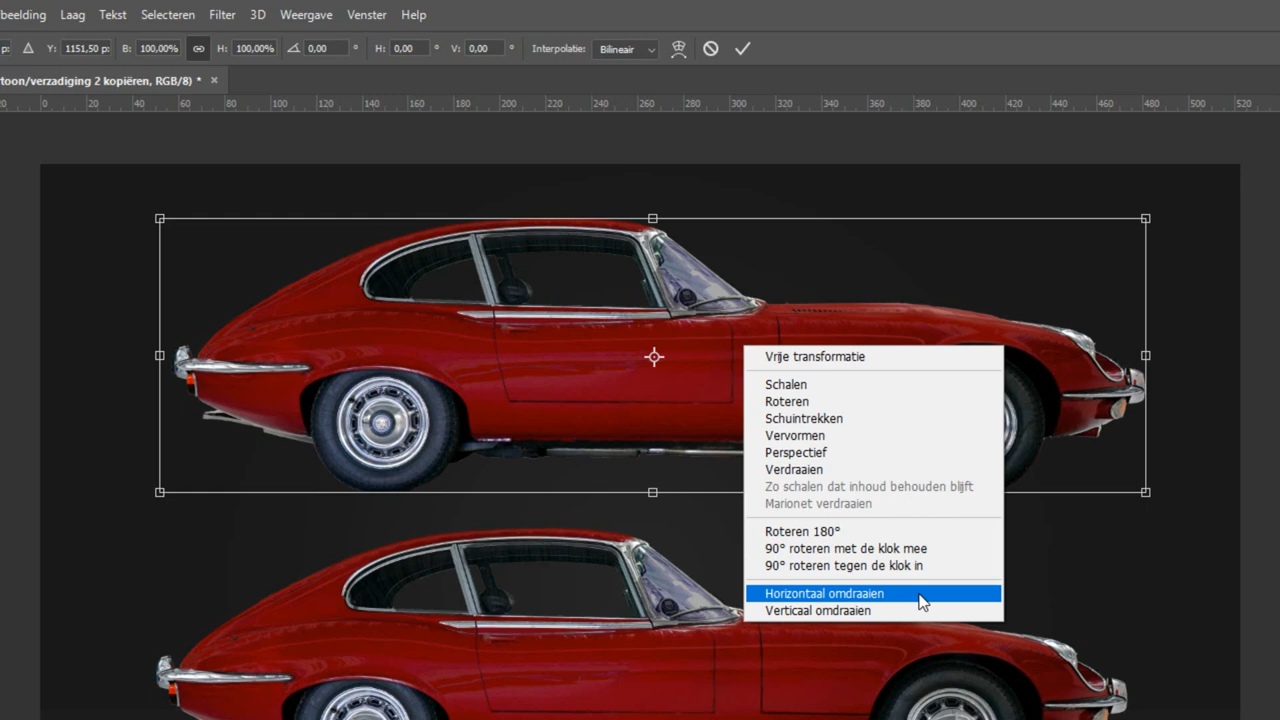 beelding Laag Tekst Selecteren Filter 3D Weergave Venster Help
p: Y: 1151,50 p: B: 100,00% H: 100,00% 0,00 ° H: 0,00 ° V: 0,00 ° Interpolatie: Bilineair
toon/verzadiging 2 kopiëren, RGB/8) * ×
20 0 20 40 60 80 100 120 140 160 180 200 220 240 260 280 300 320 340 360 380 400 420 440 460 480 500 520
Vrije transformatie
Schalen
Roteren
Schuintrekken
Vervormen
Perspectief
Verdraaien
Zo schalen dat inhoud behouden blijft
Marionet verdraaien
Roteren 180°
90° roteren met de klok mee
90° roteren tegen de klok in
Horizontaal omdraaien
Verticaal omdraaien